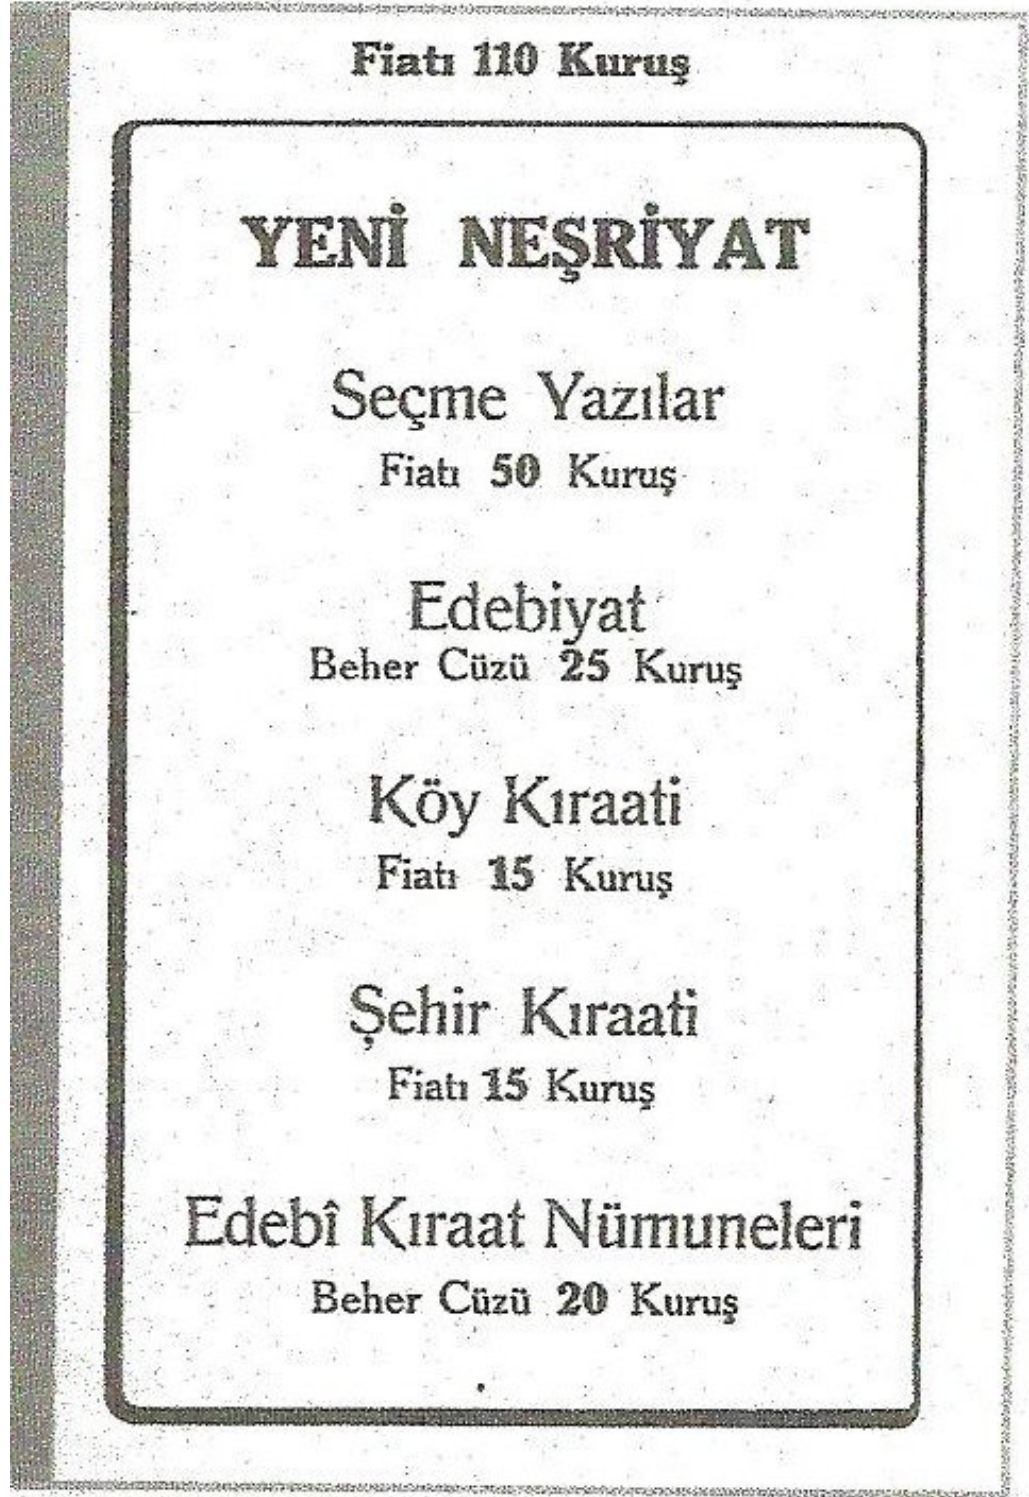 Fiatı 110 Kuruş
YENİ NEŞRİYAT
Seçme Yazılar
Fiatı 50 Kuruş
Edebiyat
Beher Cüzü 25 Kuruş
Köy Kıraati
Fiatı 15 Kuruş
Şehir Kıraati
Fiatı 15 Kuruş
Edebî Kıraat Nümuneleri
Beher Cüzü 20 Kuruş